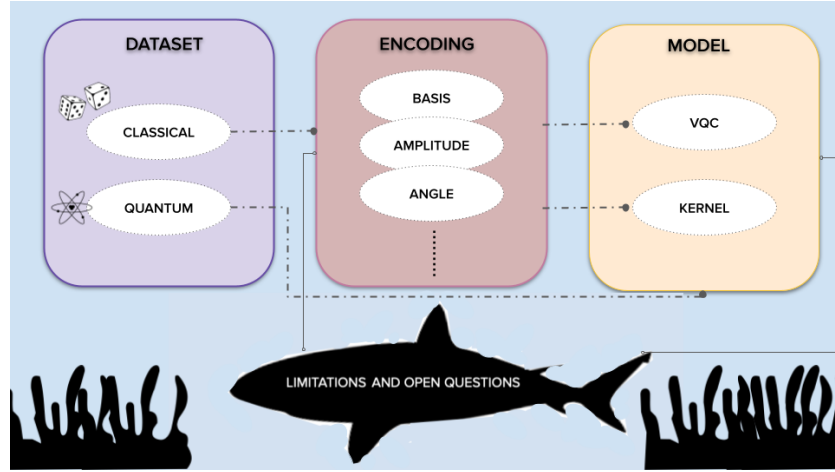 DATASET
CLASSICAL
QUANTUM
ENCODING
BASIS
AMPLITUDE
ANGLE
MODEL
VQC
KERNEL
LIMITATIONS AND OPEN QUESTIONS